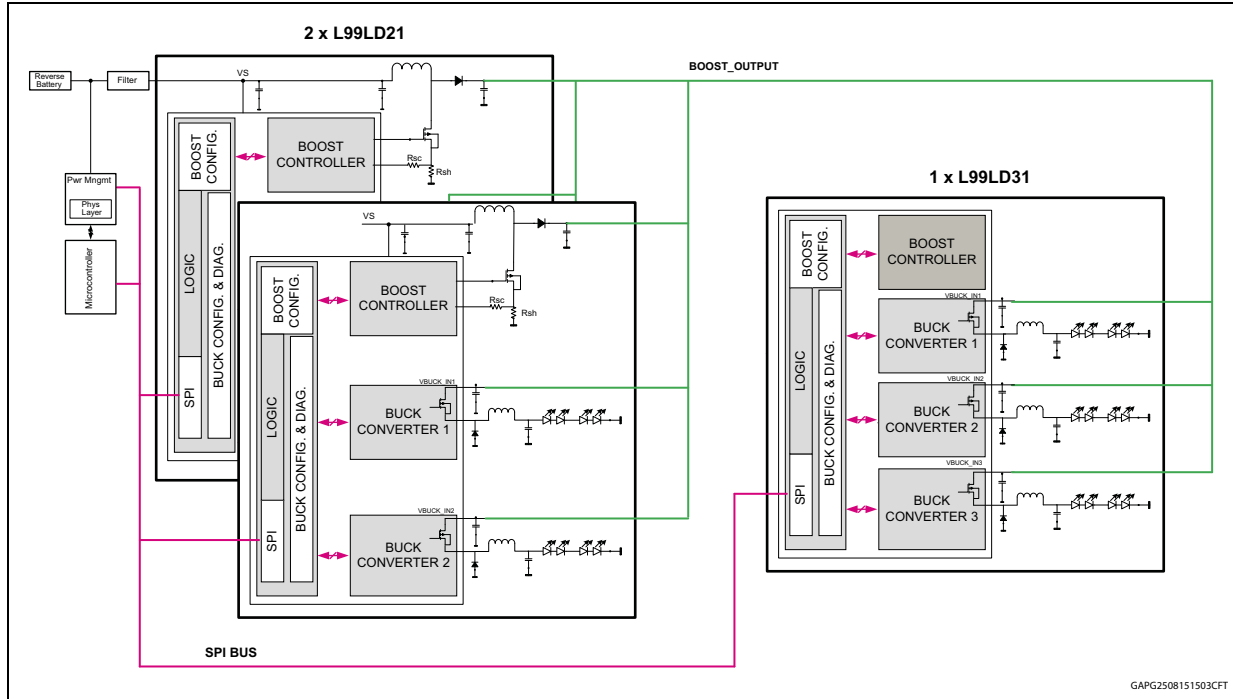 2 x L99LD21
Reverse
Battery
Filter
VS
BOOST_OUTPUT
BOOST
CONTROLLER
BOOST
CONFIG.
LOGIC
BUCK CONFIG. & DIAG.
SPI
Rsc
Rsh
Pwr Mngmt
Phys
Layer
Microcontroller
VS
BOOST
CONTROLLER
BOOST
CONFIG.
LOGIC
BUCK CONFIG. & DIAG.
SPI
Rsc
Rsh
VBUCK_IN1
BUCK
CONVERTER 1
VBUCK_IN2
BUCK
CONVERTER 2
1 x L99LD31
BOOST
CONFIG.
LOGIC
BUCK CONFIG. & DIAG.
SPI
BOOST
CONTROLLER
VBUCK_IN1
BUCK
CONVERTER 1
VBUCK_IN2
BUCK
CONVERTER 2
VBUCK_IN3
BUCK
CONVERTER 3
SPI BUS
GAPG2508151503CFT